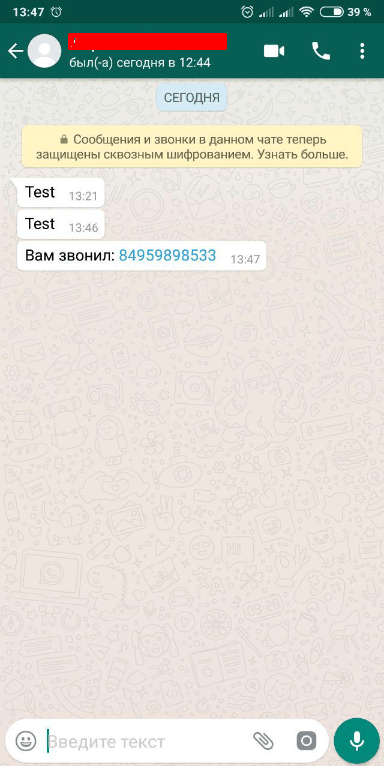 13:47
39 %
был(-а) сегодня в 12:44
СЕГОДНЯ
Сообщения и звонки в данном чате теперь
защищены сквозным шифрованием. Узнать больше.
Test 13:21
Test 13:46
Вам звонил: 84959898533 13:47
Введите текст